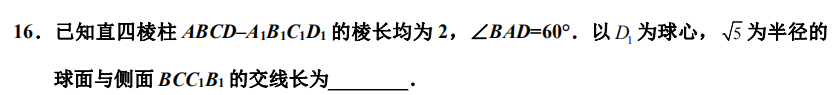 16．已知直四棱柱 ABCD–A₁B₁C₁D₁ 的棱长均为 2，∠BAD=60°．以 D₁ 为球心，√5 为半径的
球面与侧面 BCC₁B₁ 的交线长为________．